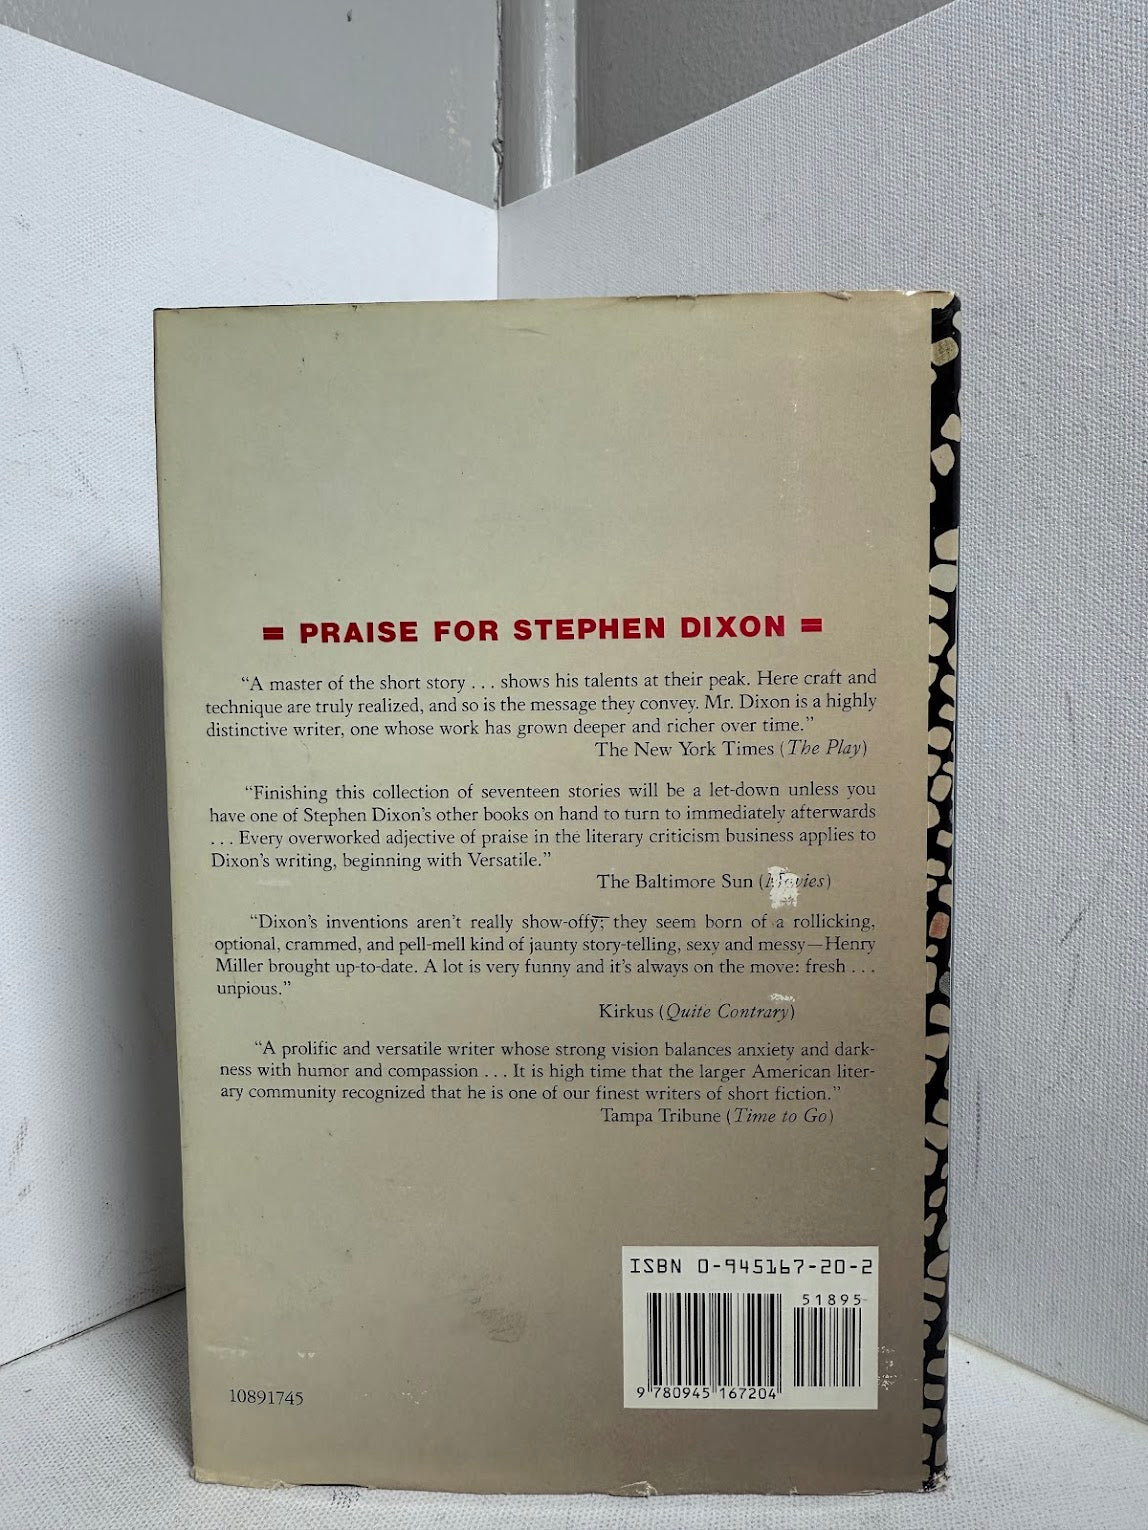 = PRAISE FOR STEPHEN DIXON =
“A master of the short story . . . shows his talents at their peak. Here craft and
technique are truly realized, and so is the message they convey. Mr. Dixon is a highly
distinctive writer, one whose work has grown deeper and richer over time.”
The New York Times (The Play)
“Finishing this collection of seventeen stories will be a let-down unless you
have one of Stephen Dixon’s other books on hand to turn to immediately afterwards
. . . Every overworked adjective of praise in the literary criticism business applies to
Dixon’s writing, beginning with Versatile.”
The Baltimore Sun (Movies)
“Dixon’s inventions aren’t really show-offy; they seem born of a rollicking,
optional, crammed, and pell-mell kind of jaunty story-telling, sexy and messy—Henry
Miller brought up-to-date. A lot is very funny and it’s always on the move: fresh . . .
unpious.”
Kirkus (Quite Contrary)
“A prolific and versatile writer whose strong vision balances anxiety and dark-
ness with humor and compassion . . . It is high time that the larger American liter-
ary community recognized that he is one of our finest writers of short fiction.”
Tampa Tribune (Time to Go)
ISBN 0-945167-20-2
51895
9 780945 167204
10891745